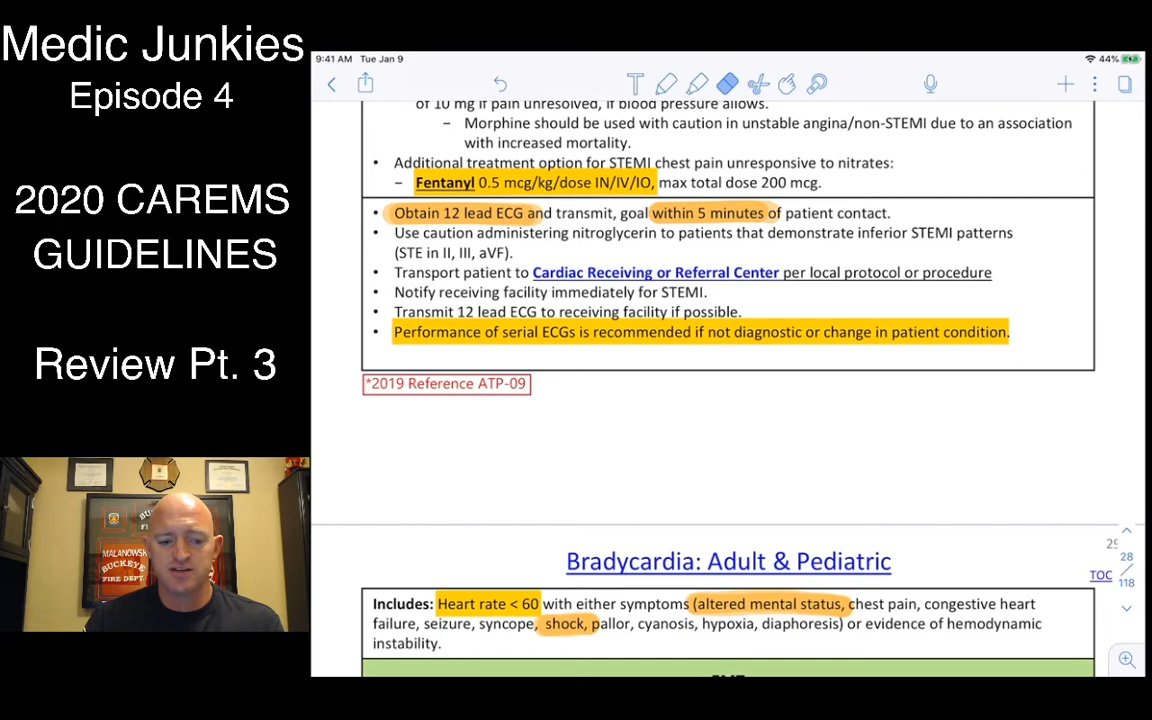 Medic Junkies
Episode 4
2020 CAREMS
GUIDELINES
Review Pt. 3
9:41 AM Tue Jan 9
44%
of 10 mg if pain unresolved, if blood pressure allows.
− Morphine should be used with caution in unstable angina/non-STEMI due to an association
with increased mortality.
• Additional treatment option for STEMI chest pain unresponsive to nitrates:
− Fentanyl 0.5 mcg/kg/dose IN/IV/IO, max total dose 200 mcg.
• Obtain 12 lead ECG and transmit, goal within 5 minutes of patient contact.
• Use caution administering nitroglycerin to patients that demonstrate inferior STEMI patterns
(STE in II, III, aVF).
• Transport patient to Cardiac Receiving or Referral Center per local protocol or procedure
• Notify receiving facility immediately for STEMI.
• Transmit 12 lead ECG to receiving facility if possible.
• Performance of serial ECGs is recommended if not diagnostic or change in patient condition.
*2019 Reference ATP-09
29
28
118
TOC
Bradycardia: Adult & Pediatric
Includes: Heart rate < 60 with either symptoms (altered mental status, chest pain, congestive heart
failure, seizure, syncope, shock, pallor, cyanosis, hypoxia, diaphoresis) or evidence of hemodynamic
instability.
MALANOWSK
BUCKEYE
FIRE DEPT.